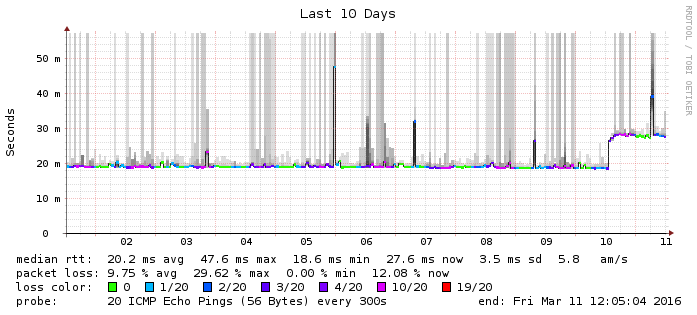 Last 10 Days
RRDTOOL / TOBI OETIKER
Seconds
50 m
40 m
30 m
20 m
10 m
0
02 03 04 05 06 07 08 09 10 11
median rtt: 20.2 ms avg 47.6 ms max 18.6 ms min 27.6 ms now 3.5 ms sd 5.8 am/s
packet loss: 9.75 % avg 29.62 % max 0.00 % min 12.08 % now
loss color: 0 1/20 2/20 3/20 4/20 10/20 19/20
probe: 20 ICMP Echo Pings (56 Bytes) every 300s end: Fri Mar 11 12:05:04 2016